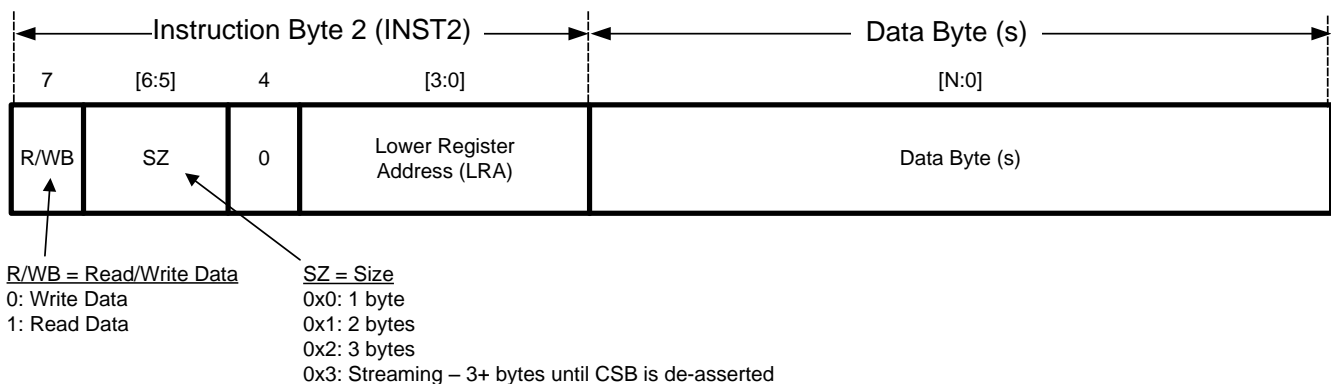 Instruction Byte 2 (INST2)
Data Byte (s)
7
[6:5]
4
[3:0]
[N:0]
R/WB
SZ
0
Lower Register
Address (LRA)
Data Byte (s)
R/WB = Read/Write Data
0: Write Data
1: Read Data
SZ = Size
0x0: 1 byte
0x1: 2 bytes
0x2: 3 bytes
0x3: Streaming – 3+ bytes until CSB is de-asserted